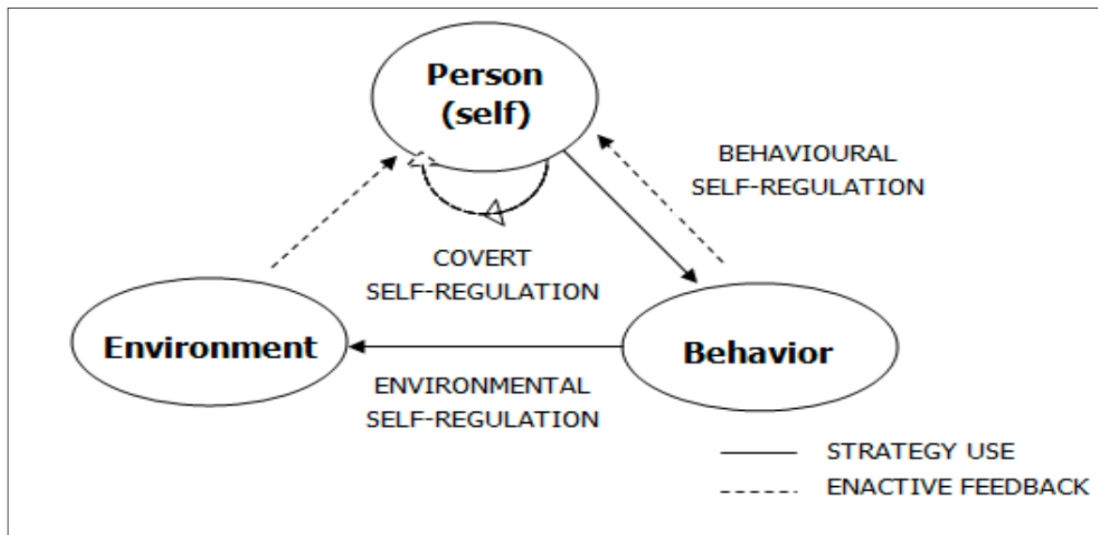 Person
(self)
BEHAVIOURAL
SELF-REGULATION
COVERT
SELF-REGULATION
Environment
Behavior
ENVIRONMENTAL
SELF-REGULATION
STRATEGY USE
ENACTIVE FEEDBACK